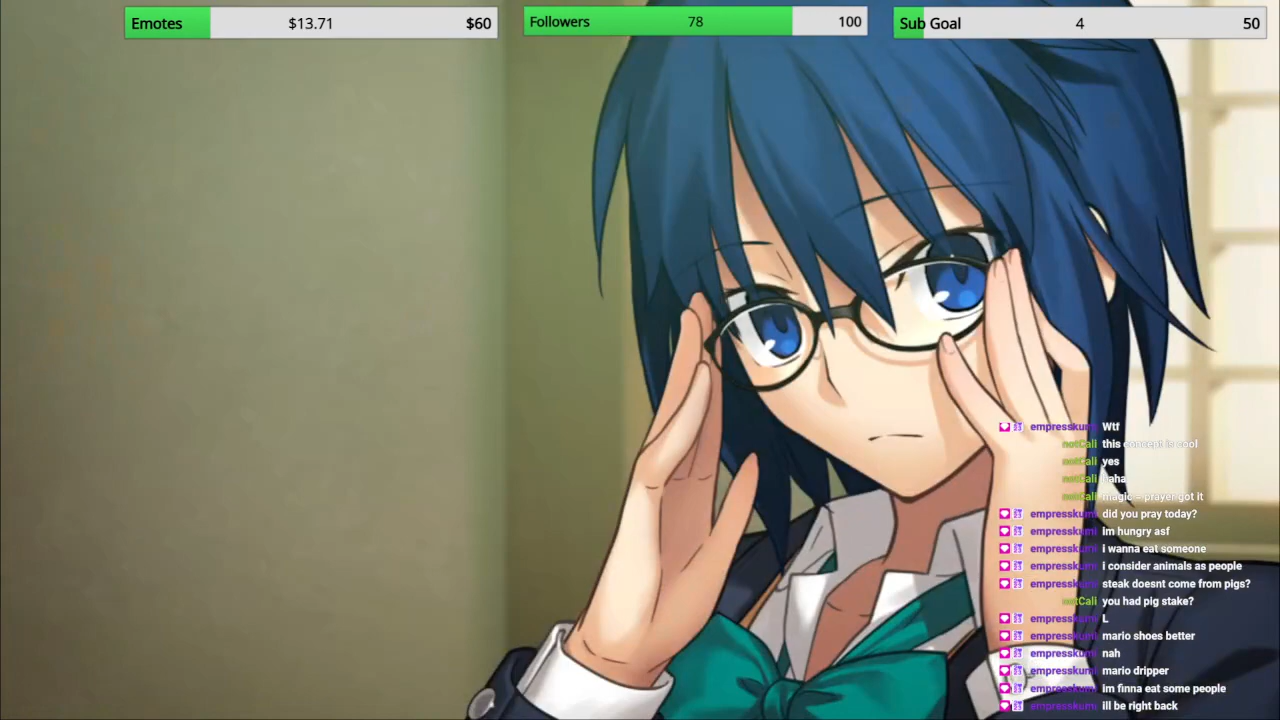 Emotes $13.71 $60
Followers 78 100
Sub Goal 4 50
empresskumi Wtf
notCali this concept is cool
notCali yes
notCali haha
notCali magic = prayer got it
empresskumi did you pray today?
empresskumi im hungry asf
empresskumi i wanna eat someone
empresskumi i consider animals as people
empresskumi steak doesnt come from pigs?
notCali you had pig stake?
empresskumi L
empresskumi mario shoes better
empresskumi nah
empresskumi mario dripper
empresskumi im finna eat some people
empresskumi ill be right back